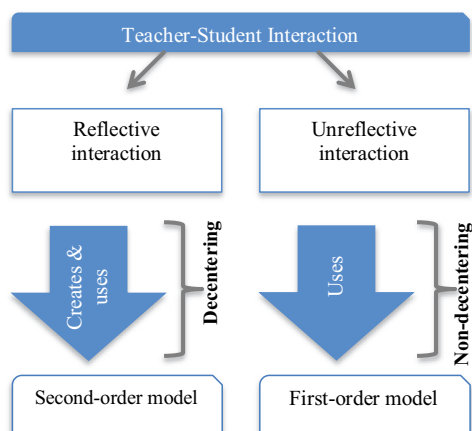 Teacher-Student Interaction
Reflective
interaction
Unreflective
interaction
Creates &
uses
Decentering
Uses
Non-decentering
Second-order model
First-order model